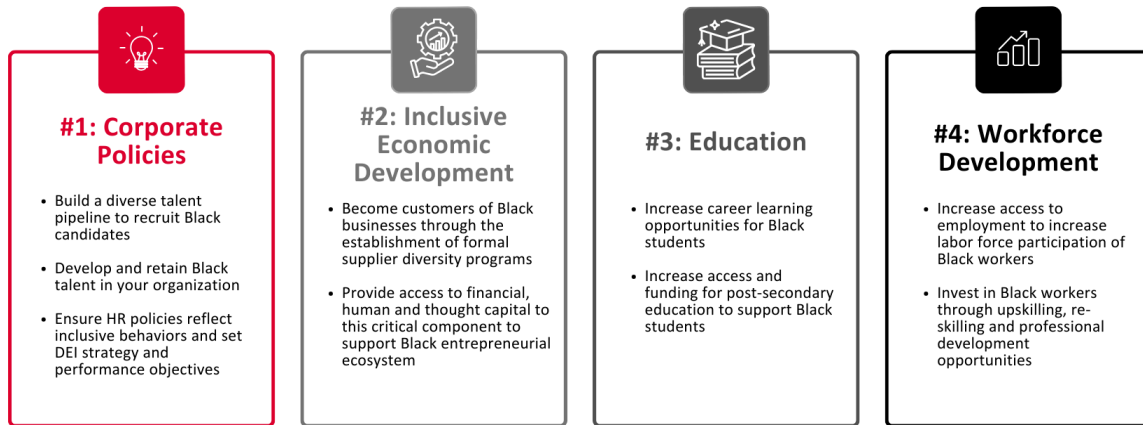 #1: Corporate
Policies
• Build a diverse talent
pipeline to recruit Black
candidates
• Develop and retain Black
talent in your organization
• Ensure HR policies reflect
inclusive behaviors and set
DEI strategy and
performance objectives
#2: Inclusive
Economic
Development
• Become customers of Black
businesses through the
establishment of formal
supplier diversity programs
• Provide access to financial,
human and thought capital to
this critical component to
support Black entrepreneurial
ecosystem
#3: Education
• Increase career learning
opportunities for Black
students
• Increase access and
funding for post-secondary
education to support Black
students
#4: Workforce
Development
• Increase access to
employment to increase
labor force participation of
Black workers
• Invest in Black workers
through upskilling, re-
skilling and professional
development
opportunities